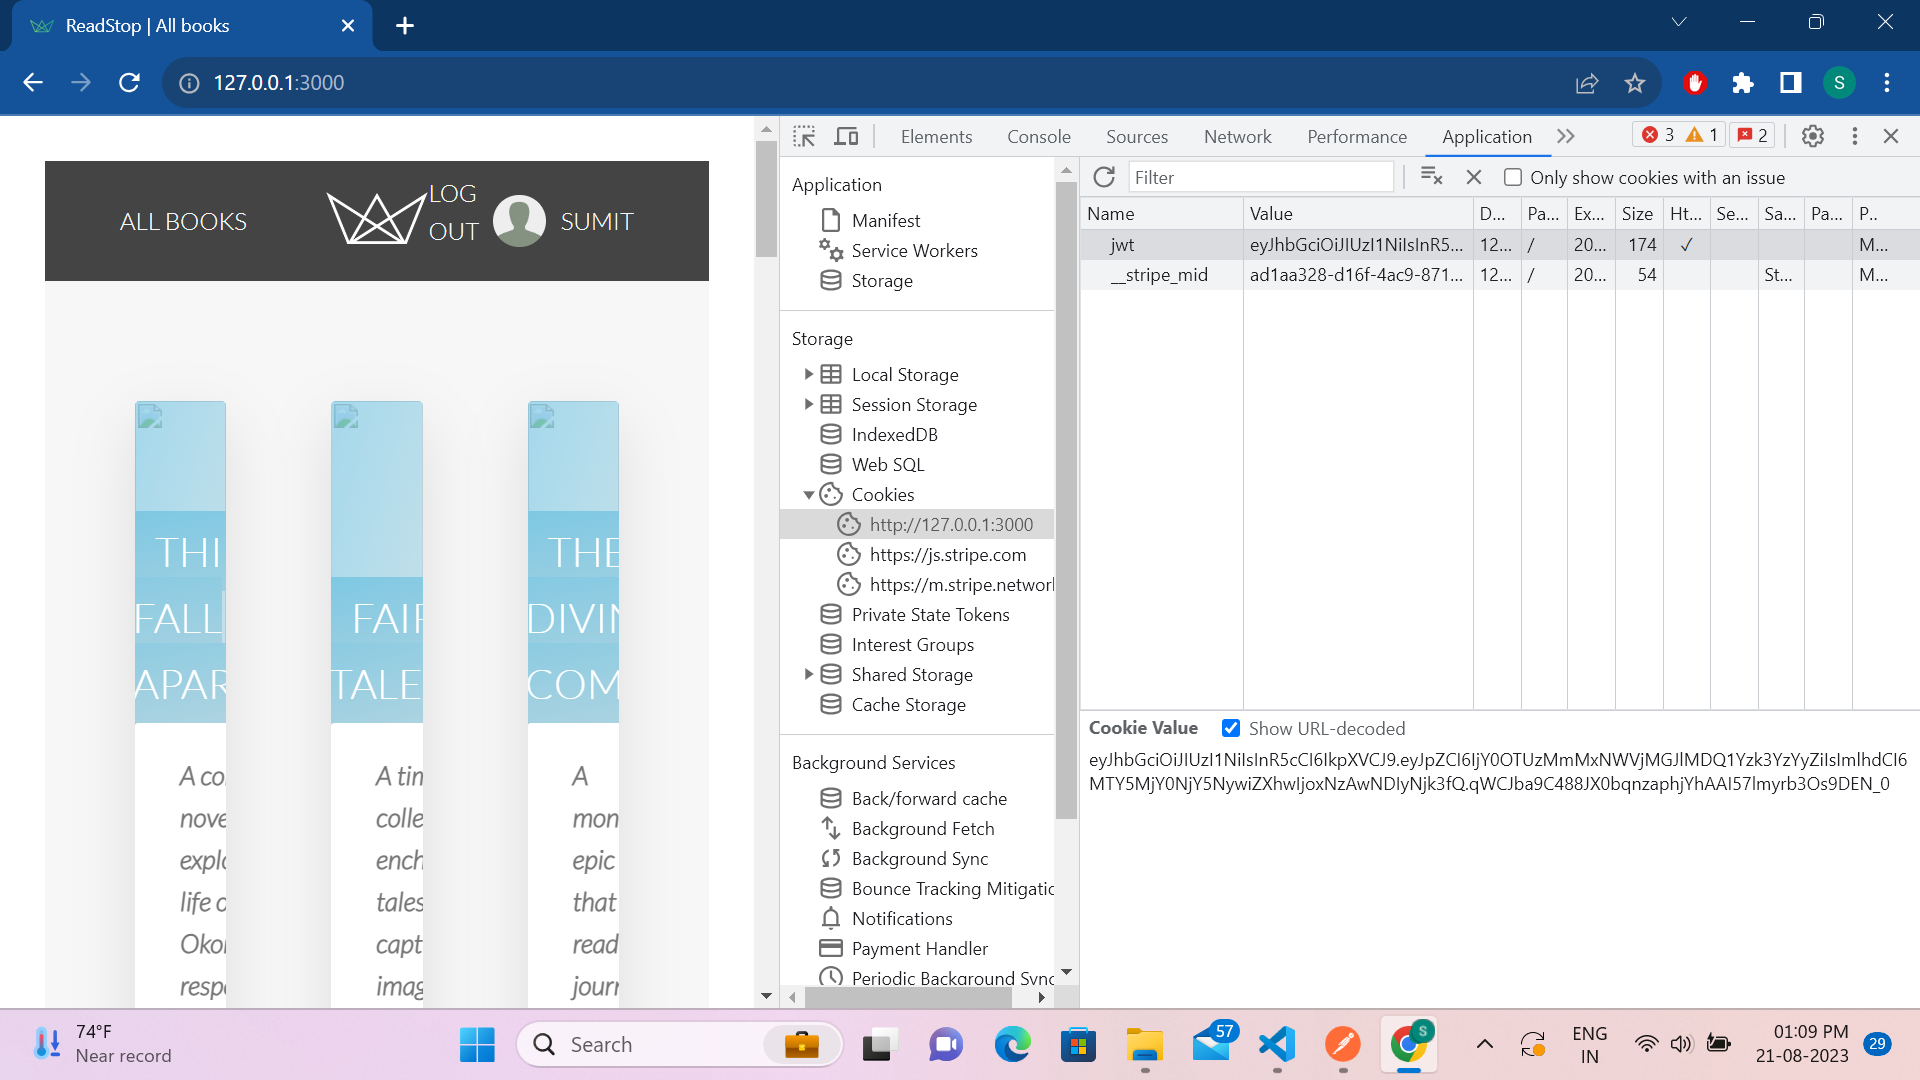 ReadStop | All books
127.0.0.1:3000
S
ALL BOOKS
LOG
OUT
SUMIT
THI
FALL
APAR
FAIR
TALE
THE
DIVIN
COM
A co
nove
explo
life o
Oko
resp
A tim
colle
ench
tales
capt
imag
A
mon
epic
that
read
jour
Elements
Console
Sources
Network
Performance
Application
3
1
2
Application
Manifest
Service Workers
Storage
Storage
Local Storage
Session Storage
IndexedDB
Web SQL
Cookies
http://127.0.0.1:3000
https://js.stripe.com
https://m.stripe.network
Private State Tokens
Interest Groups
Shared Storage
Cache Storage
Background Services
Back/forward cache
Background Fetch
Background Sync
Bounce Tracking Mitigatio
Notifications
Payment Handler
Periodic Background Sync
Filter
Only show cookies with an issue
Name Value D... Pa... Ex... Size Ht... Se... Sa... Pa... P..
jwt eyJhbGciOiJIUzI1NiIsInR5... 12... / 20... 174 ✓ M...
__stripe_mid ad1aa328-d16f-4ac9-871... 12... / 20... 54 St... M...
Cookie Value Show URL-decoded
eyJhbGciOiJIUzI1NiIsInR5cCI6IkpXVCJ9.eyJpZCI6IjY0OTUzMmMxNWVjMGJlMDQ1Yzk3YzYyZiIsImlhdCI6
MTY5MjY0NjY5NywiZXhwIjoxNzAwNDIyNjk3fQ.qWCJba9C488JX0bqnzaphjYhAAI57lmyrb3Os9DEN_0
74°F
Near record
Search
57
S
ENG
IN
01:09 PM
21-08-2023
29